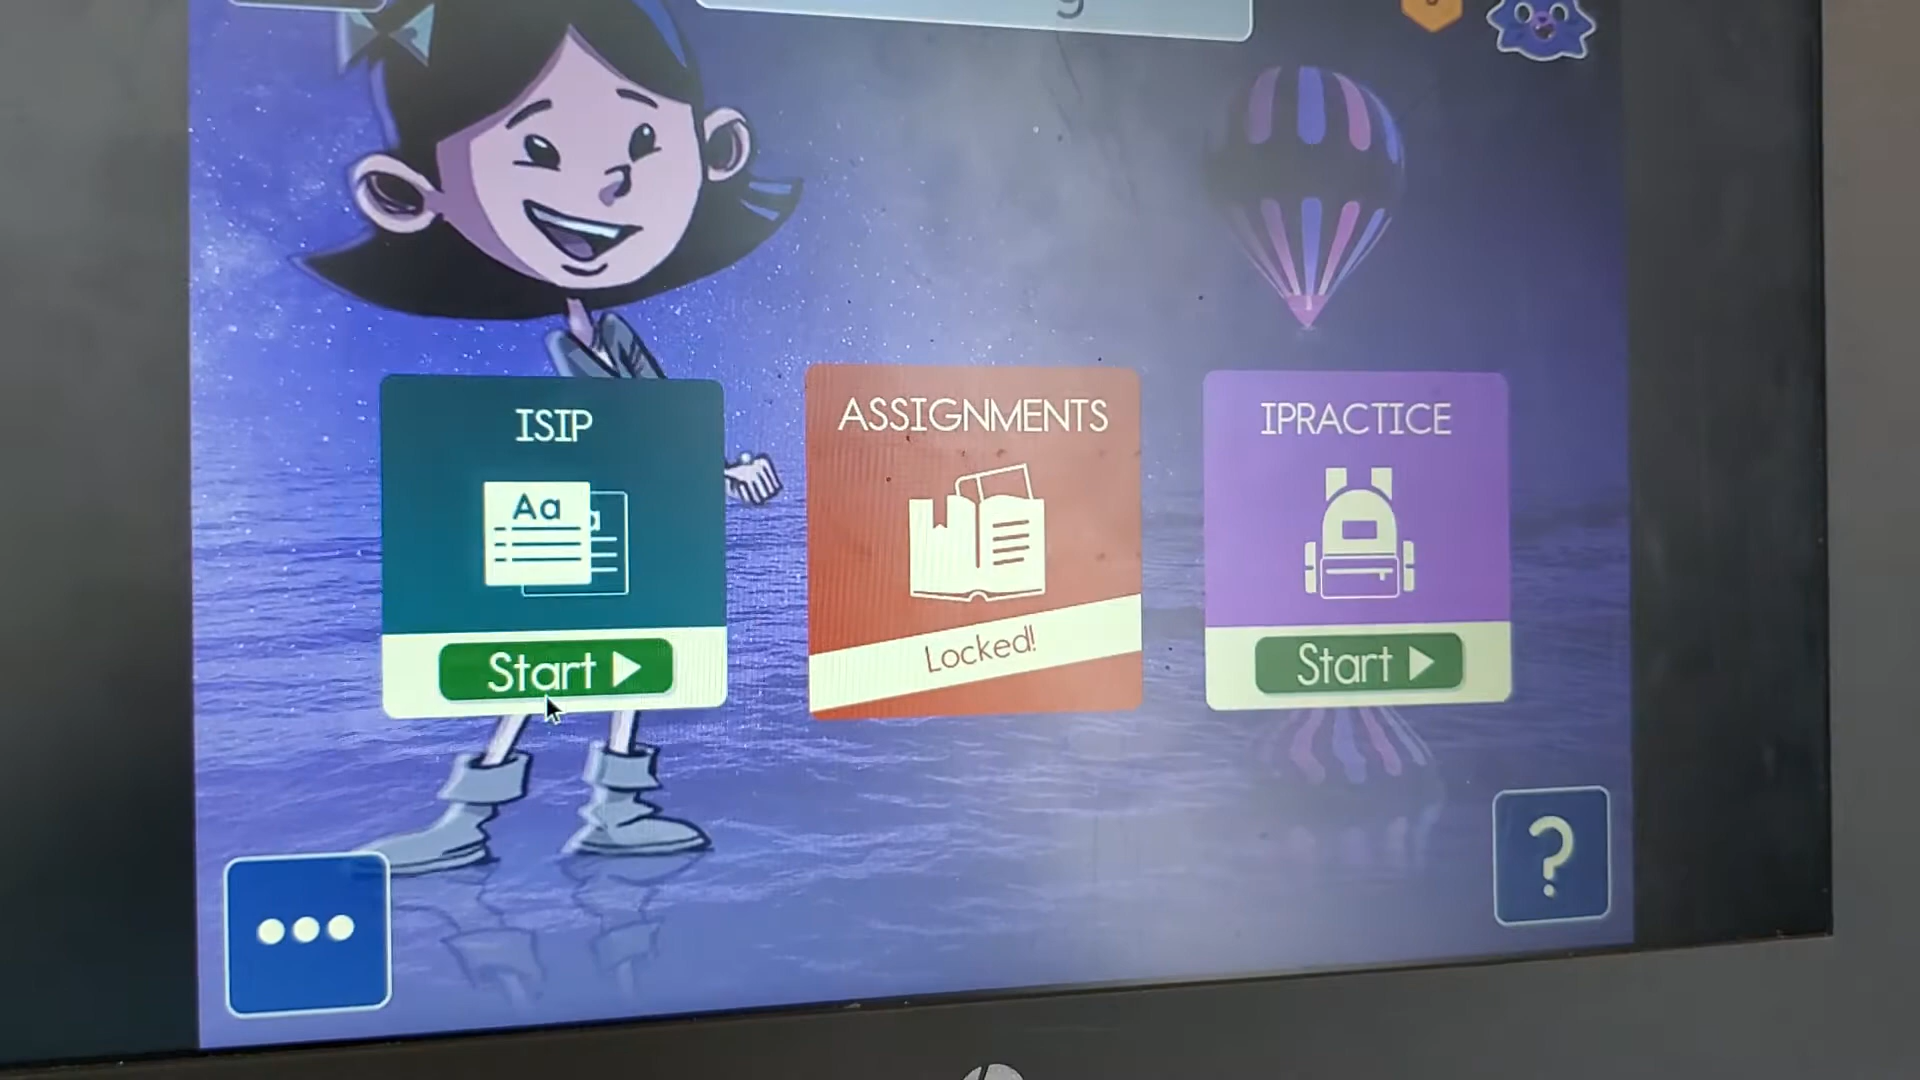 ISIP
Aa
Start
ASSIGNMENTS
Locked!
IPRACTICE
Start
?